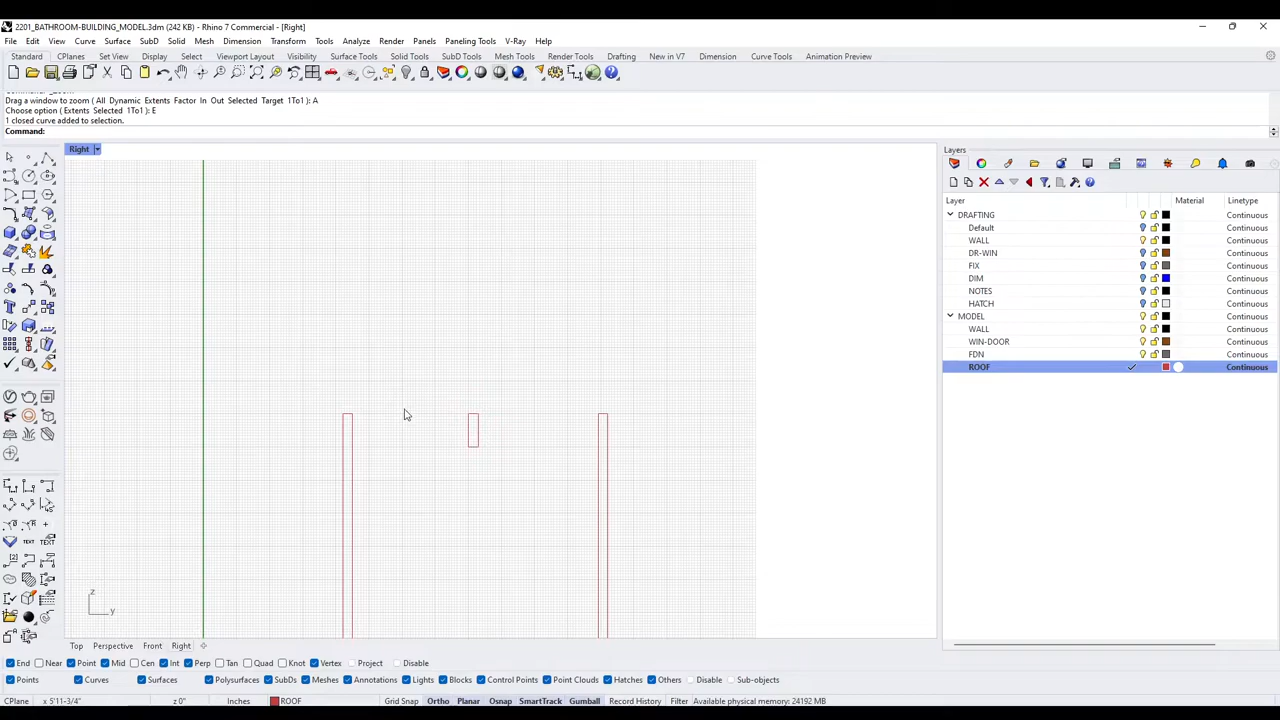 2201_BATHROOM-BUILDING_MODEL.3dm (242 KB) - Rhino 7 Commercial - [Right]
File Edit View Curve Surface SubD Solid Mesh Dimension Transform Tools Analyze Render Panels Paneling Tools V-Ray Help
Standard CPlanes Set View Display Select Viewport Layout Visibility Transform Curve Tools Surface Tools Solid Tools SubD Tools Mesh Tools Render Tools Drafting New in V7 Dimension Curve Tools Animation Preview
Drag a window to zoom ( All Dynamic Extents Factor In Out Selected Target 1To1 ): A
Choose option ( Extents Selected 1To1 ): E
1 closed curve added to selection.
Command:
Right
Layers
Layer Material Linetype
DRAFTING Continuous
Default Continuous
WALL Continuous
DR-WIN Continuous
FIX Continuous
DIM Continuous
NOTES Continuous
HATCH Continuous
MODEL Continuous
WALL Continuous
WIN-DOOR Continuous
FDN Continuous
ROOF Continuous
TEXT TEXT
z
y
Top Perspective Front Right
End Near Point Mid Cen Int Perp Tan Quad Knot Vertex Project Disable
Points Curves Surfaces Polysurfaces SubDs Meshes Annotations Lights Blocks Control Points Point Clouds Hatches Others Disable Sub-objects
CPlane x 5'11-3/4" z 0" Inches ROOF Grid Snap Ortho Planar Osnap SmartTrack Gumball Record History Filter Available physical memory: 24192 MB